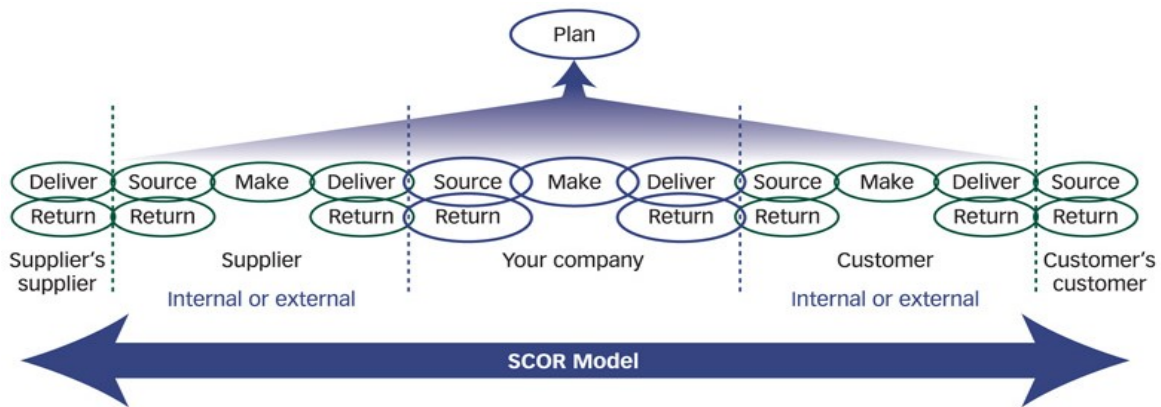 Plan
Deliver Source Make Deliver Source Make Deliver Source Make Deliver Source
Return Return Return Return Return Return Return Return
Supplier's supplier Supplier Your company Customer Customer's customer
Internal or external Internal or external
SCOR Model